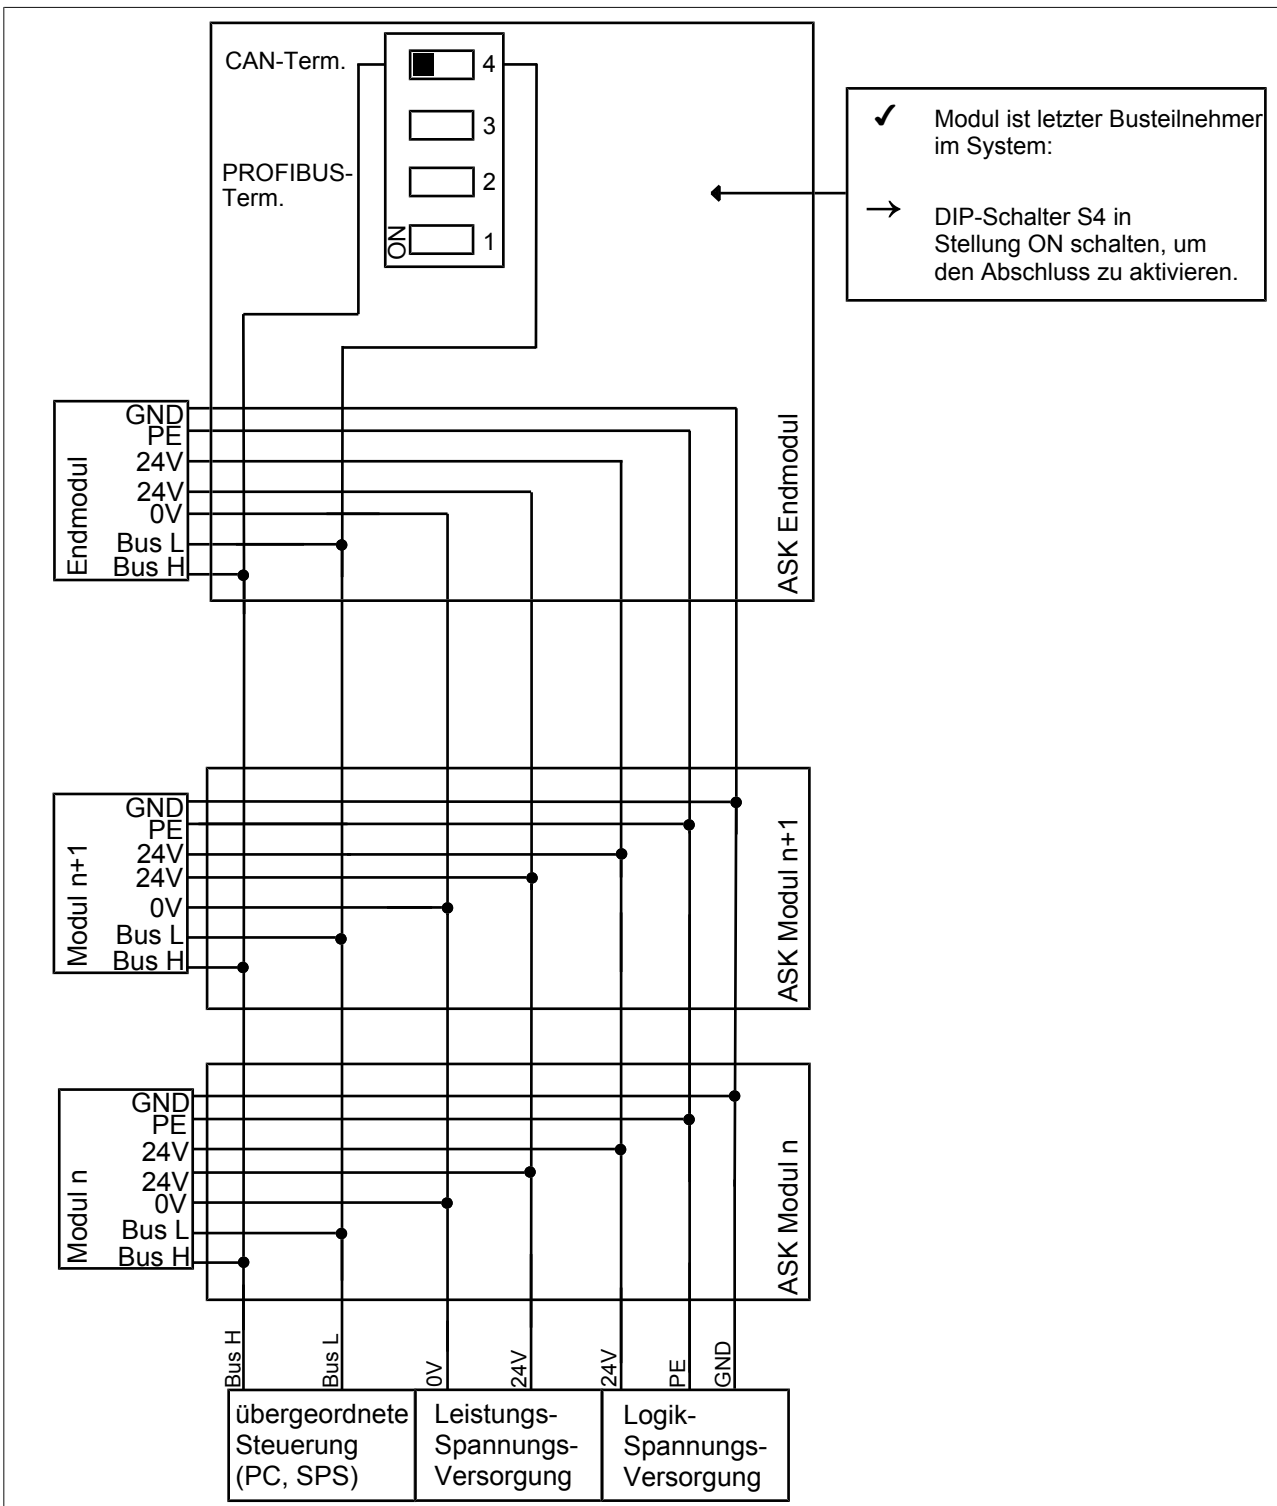 CAN-Term.
4
3
PROFIBUS-
Term.
2
ON
1
✓ Modul ist letzter Busteilnehmer
im System:
→ DIP-Schalter S4 in
Stellung ON schalten, um
den Abschluss zu aktivieren.
Endmodul
GND
PE
24V
24V
0V
Bus L
Bus H
ASK Endmodul
Modul n+1
GND
PE
24V
24V
0V
Bus L
Bus H
ASK Modul n+1
Modul n
GND
PE
24V
24V
0V
Bus L
Bus H
ASK Modul n
Bus H
Bus L
0V
24V
24V
PE
GND
übergeordnete
Steuerung
(PC, SPS)
Leistungs-
Spannungs-
Versorgung
Logik-
Spannungs-
Versorgung